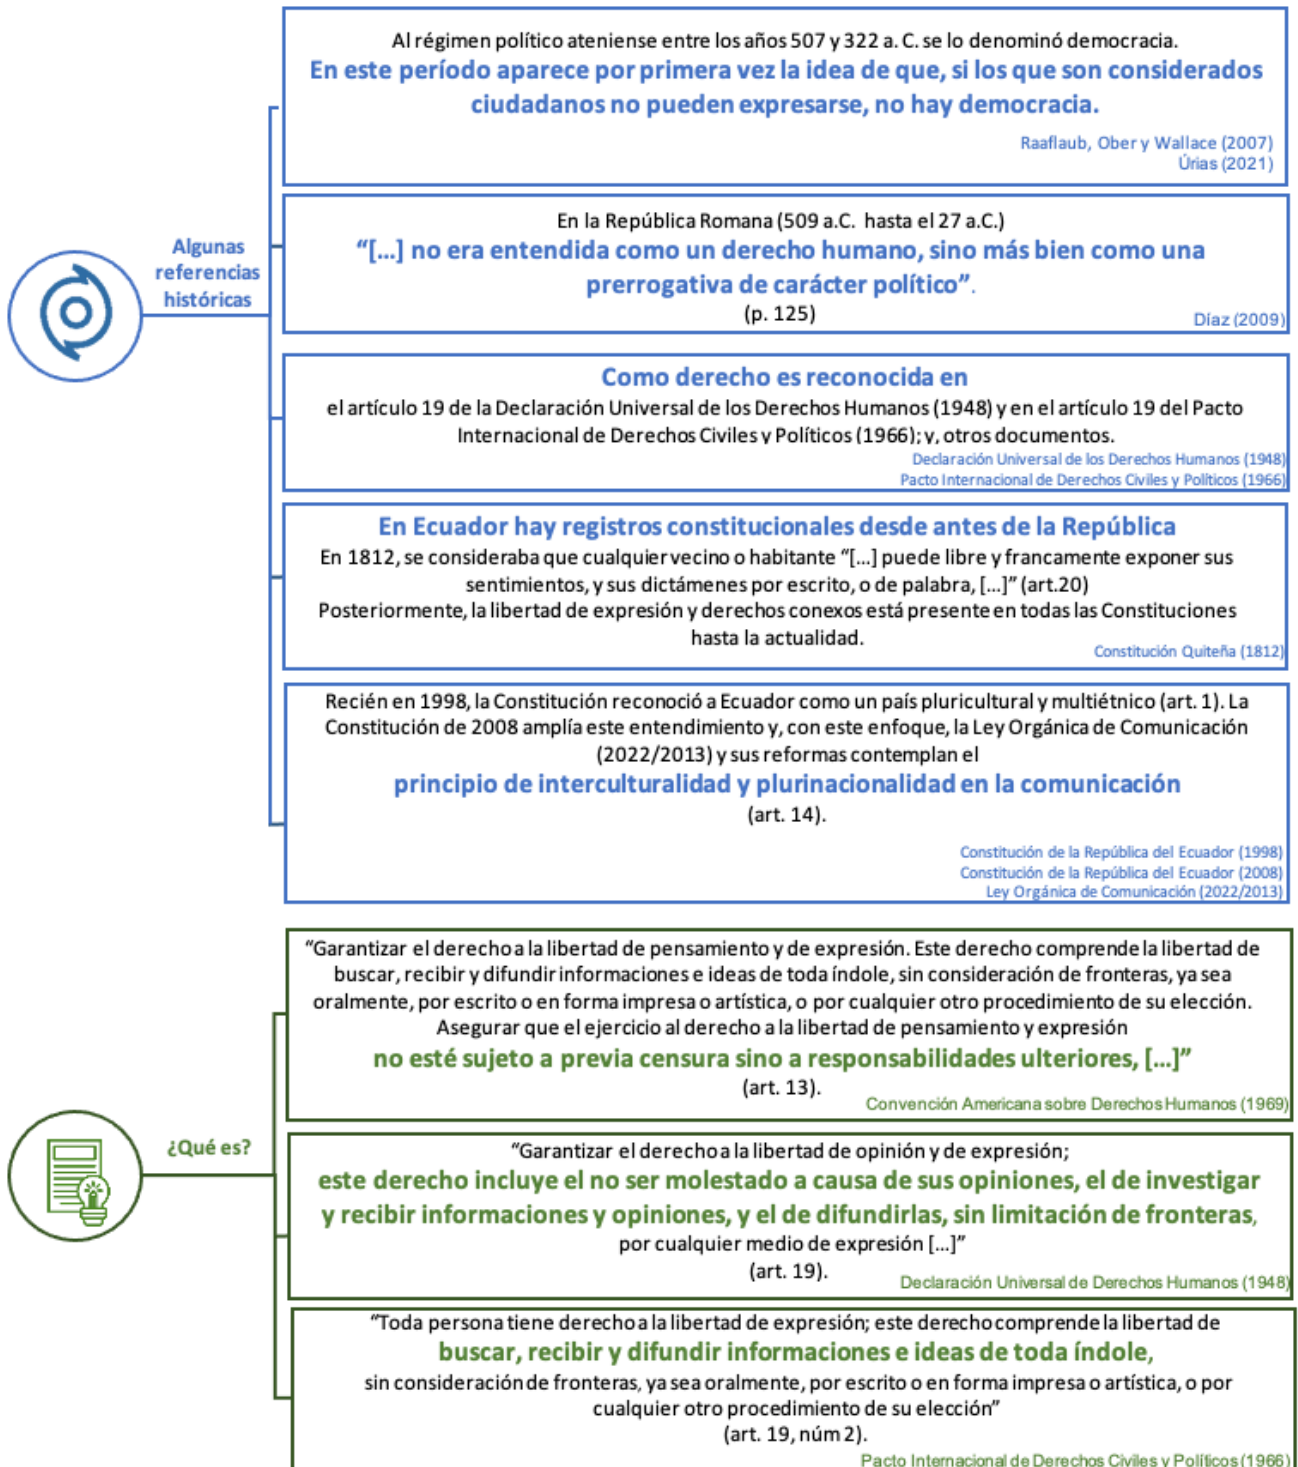 Al régimen político ateniense entre los años 507 y 322 a. C. se lo denominó democracia.
En este período aparece por primera vez la idea de que, si los que son considerados
ciudadanos no pueden expresarse, no hay democracia.
Raaflaub, Ober y Wallace (2007)
Úrias (2021)
Algunas
referencias
históricas
En la República Romana (509 a.C. hasta el 27 a.C.)
“[…] no era entendida como un derecho humano, sino más bien como una
prerrogativa de carácter político”.
(p. 125)
Díaz (2009)
Como derecho es reconocida en
el artículo 19 de la Declaración Universal de los Derechos Humanos (1948) y en el artículo 19 del Pacto
Internacional de Derechos Civiles y Políticos (1966); y, otros documentos.
Declaración Universal de los Derechos Humanos (1948)
Pacto Internacional de Derechos Civiles y Políticos (1966)
En Ecuador hay registros constitucionales desde antes de la República
En 1812, se consideraba que cualquier vecino o habitante “[…] puede libre y francamente exponer sus
sentimientos, y sus dictámenes por escrito, o de palabra, […]” (art.20)
Posteriormente, la libertad de expresión y derechos conexos está presente en todas las Constituciones
hasta la actualidad.
Constitución Quiteña (1812)
Recién en 1998, la Constitución reconoció a Ecuador como un país pluricultural y multiétnico (art. 1). La
Constitución de 2008 amplía este entendimiento y, con este enfoque, la Ley Orgánica de Comunicación
(2022/2013) y sus reformas contemplan el
principio de interculturalidad y plurinacionalidad en la comunicación
(art. 14).
Constitución de la República del Ecuador (1998)
Constitución de la República del Ecuador (2008)
Ley Orgánica de Comunicación (2022/2013)
“Garantizar el derecho a la libertad de pensamiento y de expresión. Este derecho comprende la libertad de
buscar, recibir y difundir informaciones e ideas de toda índole, sin consideración de fronteras, ya sea
oralmente, por escrito o en forma impresa o artística, o por cualquier otro procedimiento de su elección.
Asegurar que el ejercicio al derecho a la libertad de pensamiento y expresión
no esté sujeto a previa censura sino a responsabilidades ulteriores, […]”
(art. 13).
Convención Americana sobre Derechos Humanos (1969)
¿Qué es?
“Garantizar el derecho a la libertad de opinión y de expresión;
este derecho incluye el no ser molestado a causa de sus opiniones, el de investigar
y recibir informaciones y opiniones, y el de difundirlas, sin limitación de fronteras,
por cualquier medio de expresión […]”
(art. 19).
Declaración Universal de Derechos Humanos (1948)
“Toda persona tiene derecho a la libertad de expresión; este derecho comprende la libertad de
buscar, recibir y difundir informaciones e ideas de toda índole,
sin consideración de fronteras, ya sea oralmente, por escrito o en forma impresa o artística, o por
cualquier otro procedimiento de su elección”
(art. 19, núm 2).
Pacto Internacional de Derechos Civiles y Políticos (1966)